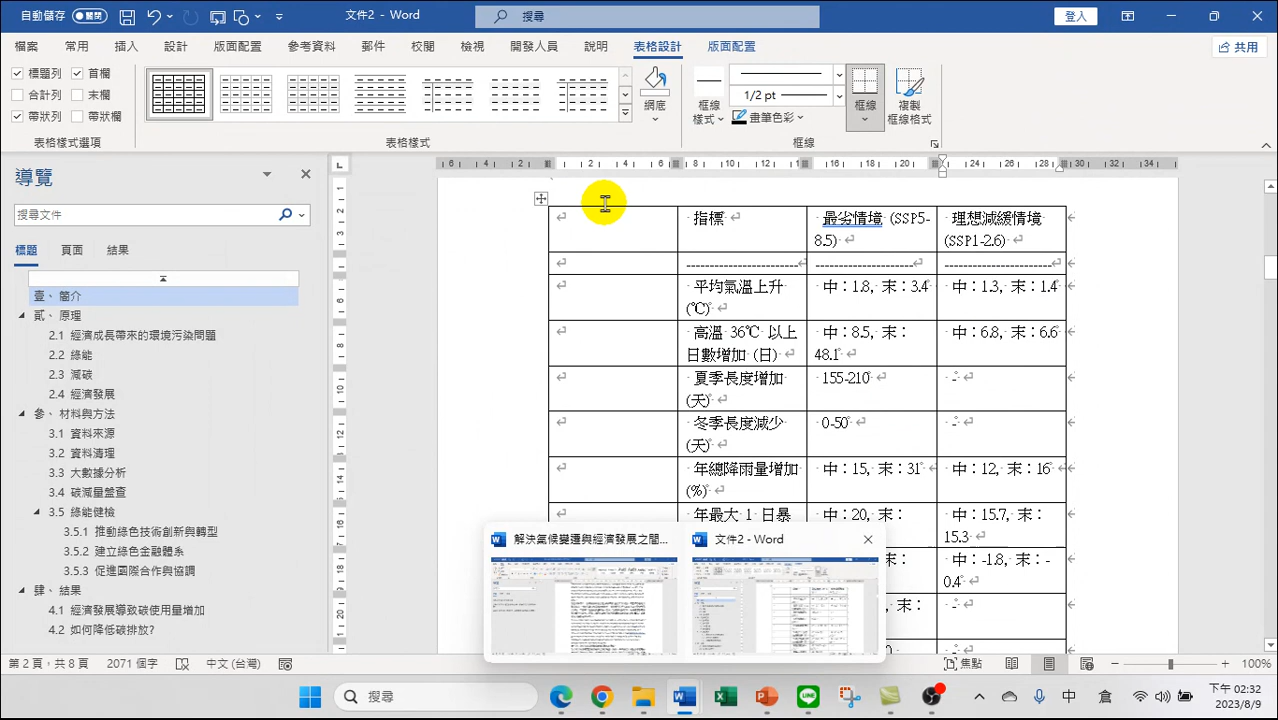 自動儲存 關閉 文件2 - Word 搜尋 登入
檔案 常用 插入 設計 版面配置 參考資料 郵件 校閱 檢視 開發人員 說明 表格設計 版面配置 共用
標題列 首欄
合計列 末欄
帶狀列 帶狀欄
表格樣式選項
表格樣式
網底
框線樣式
1/2 pt
畫筆色彩
框線
複製框線格式
框線
導覽
搜尋文件
標題 頁面 結果
壹、 簡介
貳、 原理
2.1 經濟成長帶來的環境污染問題
2.2 綠能
2.3 減碳
2.4 經濟發展
參、 材料與方法
3.1 資料來源
3.2 資料清理
3.3 大數據分析
3.4 碳減量盤查
3.5 綠能健檢
3.5.1 推動綠色技術創新與轉型
3.5.2 建立綠色金融體系
3.5.3 促進國際合作與協調
肆、 結果
4.1 經濟發展導致碳使用量增加
4.2 如何降低碳排放?
6 4 2 2 4 6 8 10 12 16 18 20 24 26 28 30 32 34
指標 最劣情境 (SSP5-8.5) 理想減緩情境 (SSP1-2.6)
------------------------ --------------------- -----------------------
平均氣溫上升 (℃) 中:1.8, 末:3.4 中:1.3, 末:1.4
高溫 36℃ 以上日數增加 (日) 中:8.5, 末:48.1 中:6.8, 末:6.6
夏季長度增加 (天) 155-210 -
冬季長度減少 (天) 0-50 -
年總降雨量增加 (%) 中:15, 末:31 中:12, 末:16
年最大 1 日暴 中:20, 末: 中:15.7, 末:15.3
解決氣候變遷與經濟發展之間...
文件2 - Word
第 2 頁,共 8 頁 2071 個字 中文 (台灣) 焦點 100%
搜尋 中 下午 02:32
2023/8/9